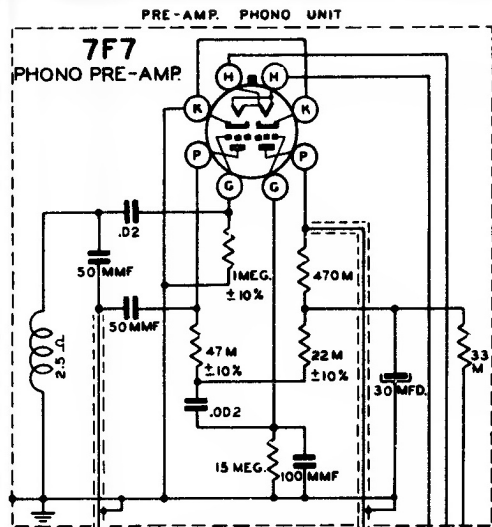 PRE-AMP. PHONO UNIT
7F7
PHONO PRE-AMP.
H H
K K
P P
G G
.02
50 MMF
1 MEG.
±10%
470 M
50 MMF
2.5 Ω
47 M
±10%
22 M
±10%
30 MFD.
33
M
.002
15 MEG.
100 MMF